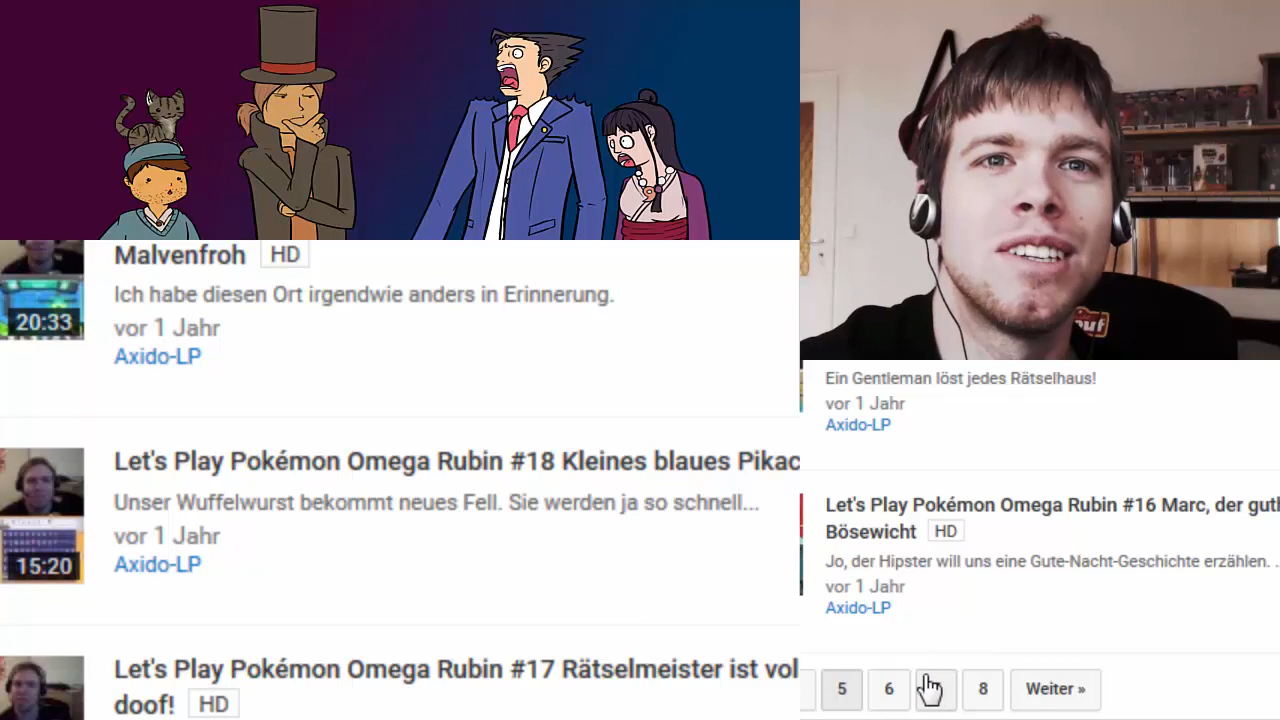 Malvenfroh HD
Ich habe diesen Ort irgendwie anders in Erinnerung.
20:33
vor 1 Jahr
Axido-LP
Let's Play Pokémon Omega Rubin #18 Kleines blaues Pikac
Unser Wuffelwurst bekommt neues Fell. Sie werden ja so schnell...
vor 1 Jahr
15:20
Axido-LP
Let's Play Pokémon Omega Rubin #17 Rätselmeister ist vol
doof! HD
Ein Gentleman löst jedes Rätselhaus!
vor 1 Jahr
Axido-LP
Let's Play Pokémon Omega Rubin #16 Marc, der gut
Bösewicht HD
Jo, der Hipster will uns eine Gute-Nacht-Geschichte erzählen. ..
vor 1 Jahr
Axido-LP
5 6 8 Weiter »